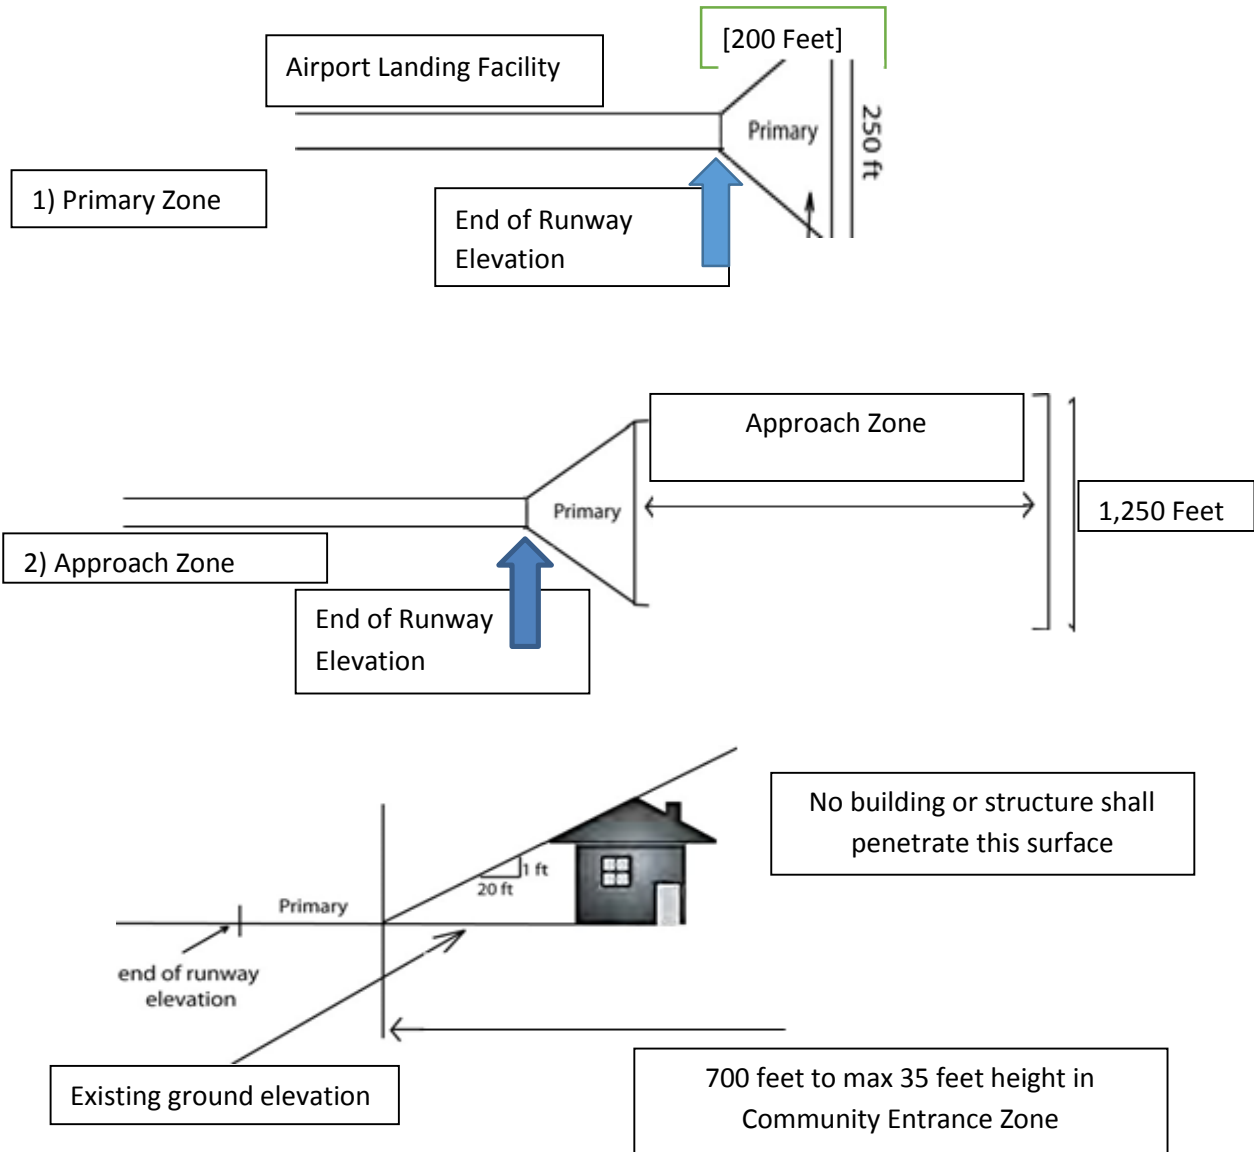 [200 Feet]
Airport Landing Facility
Primary
250 ft
1) Primary Zone
End of Runway
Elevation
Approach Zone
Primary
1,250 Feet
2) Approach Zone
End of Runway
Elevation
No building or structure shall
penetrate this surface
1 ft
20 ft
Primary
end of runway
elevation
Existing ground elevation
700 feet to max 35 feet height in
Community Entrance Zone